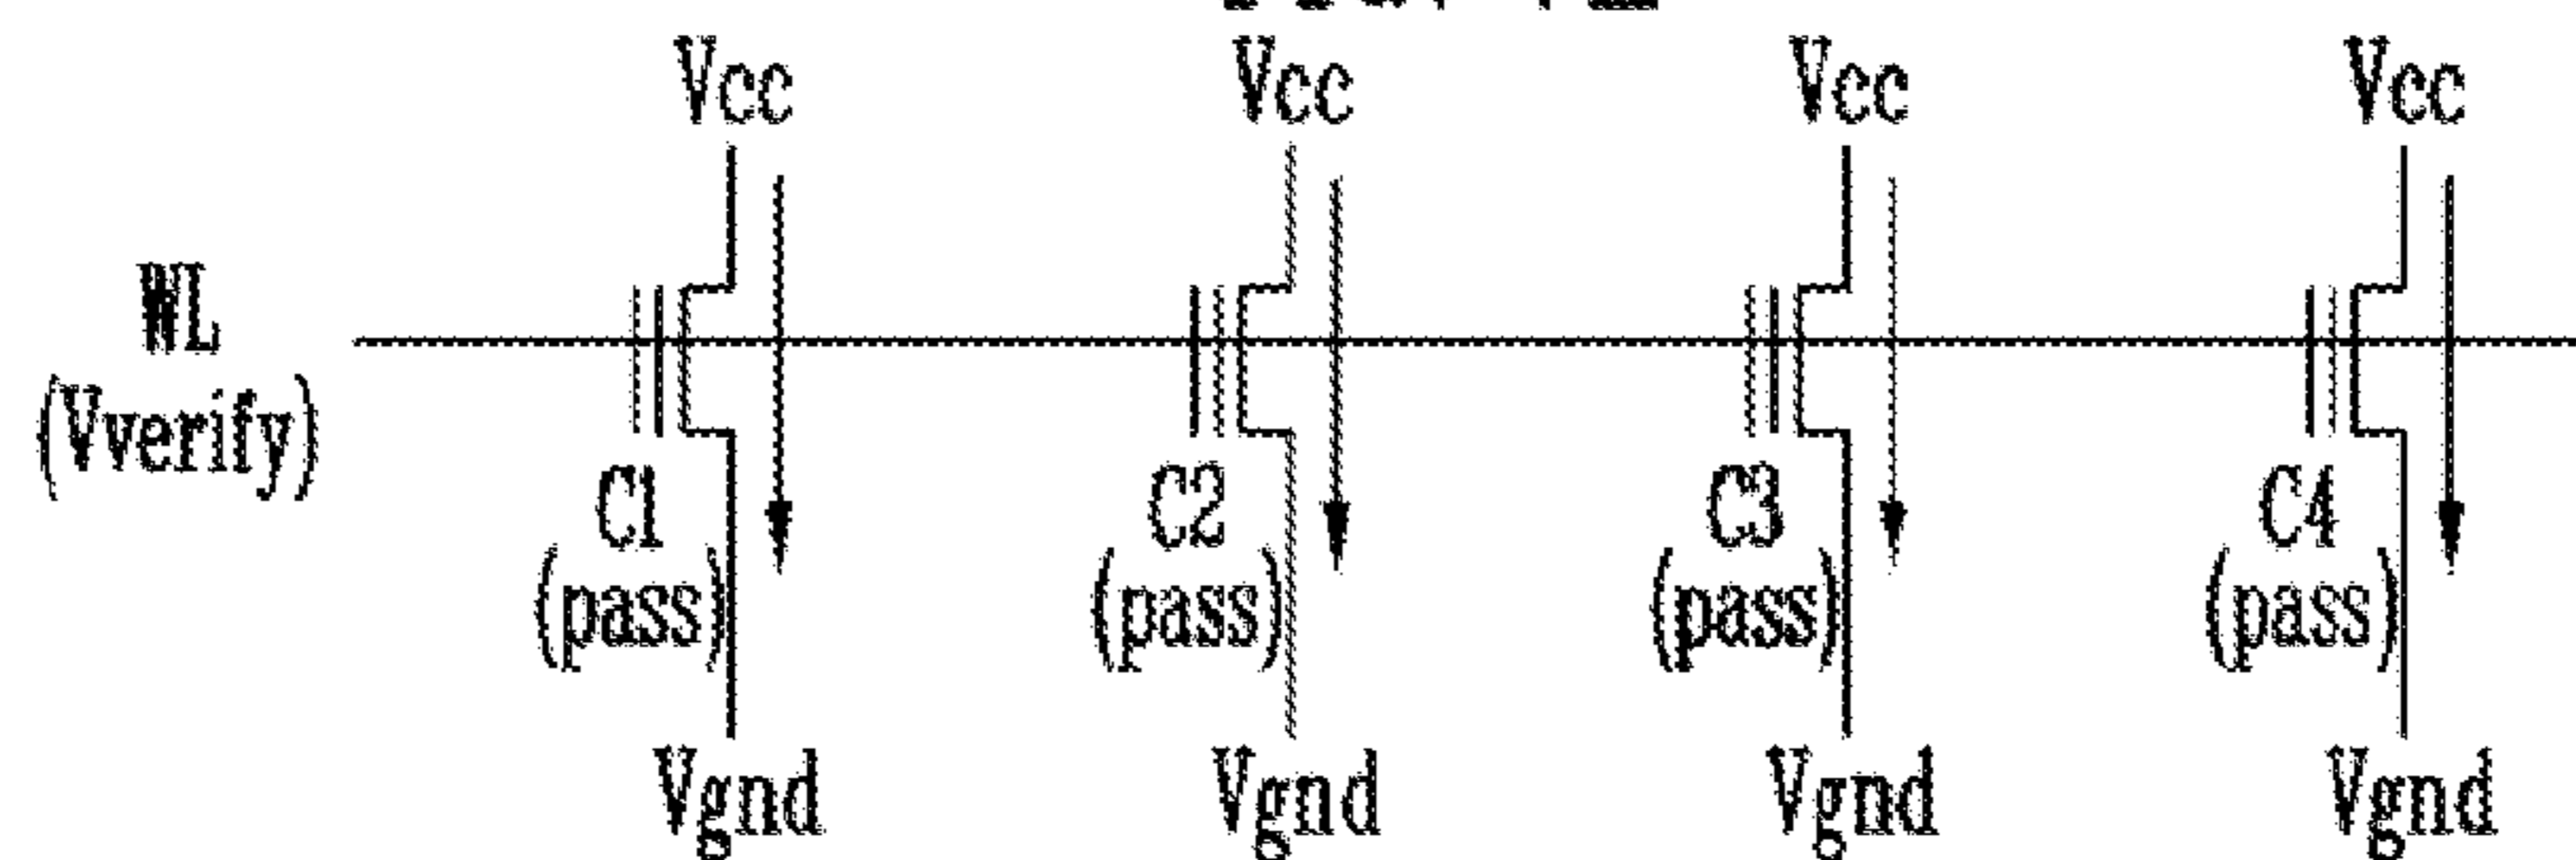 Vcc Vcc Vcc Vcc
WL
(Vverify)
C1 C2 C3 C4
(pass) (pass) (pass) (pass)
Vgnd Vgnd Vgnd Vgnd